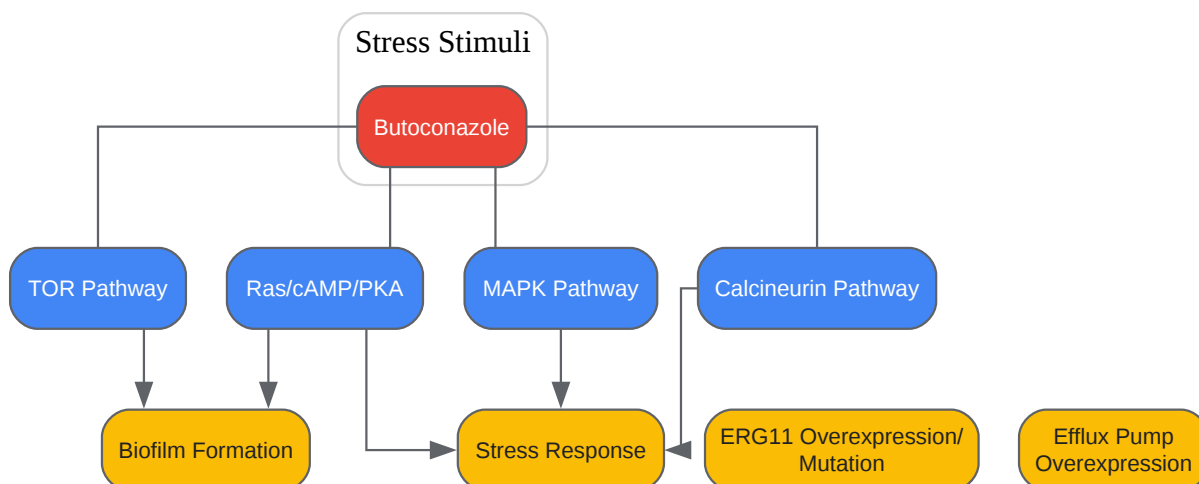 Stress Stimuli
Butoconazole
TOR Pathway
Ras/cAMP/PKA
MAPK Pathway
Calcineurin Pathway
Biofilm Formation
Stress Response
ERG11 Overexpression/
Mutation
Efflux Pump
Overexpression